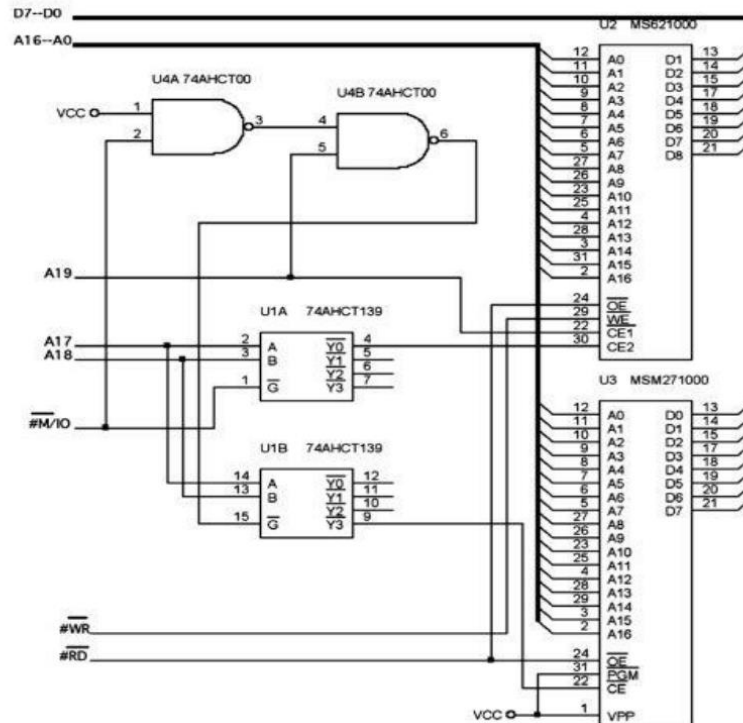 D7--D0
A16--A0
U4A 74AHCT00
VCC
1
2
3
U4B 74AHCT00
4
5
6
A19
U1A 74AHCT139
A17
A18
2 A Y0 4
3 B Y1 5
Y2 6
1 G Y3 7
#M/IO
U1B 74AHCT139
14 A Y0 12
13 B Y1 11
Y2 10
15 G Y3 9
#WR
#RD
U2 MS621000
12 A0 D1 13
11 A1 D2 14
10 A2 D3 15
9 A3 D4 17
8 A4 D5 18
7 A5 D6 19
6 A6 D7 20
5 A7 D8 21
27 A8
26 A9
23 A10
25 A11
4 A12
28 A13
3 A14
31 A15
2 A16
24 OE
29 WE
22 CE1
30 CE2
U3 MSM271000
12 A0 D0 13
11 A1 D1 14
10 A2 D2 15
9 A3 D3 17
8 A4 D4 18
7 A5 D5 19
6 A6 D6 20
5 A7 D7 21
27 A8
26 A9
23 A10
25 A11
4 A12
28 A13
29 A14
3 A15
2 A16
24 OE
31 PGM
22 CE
VCC 1 VPP